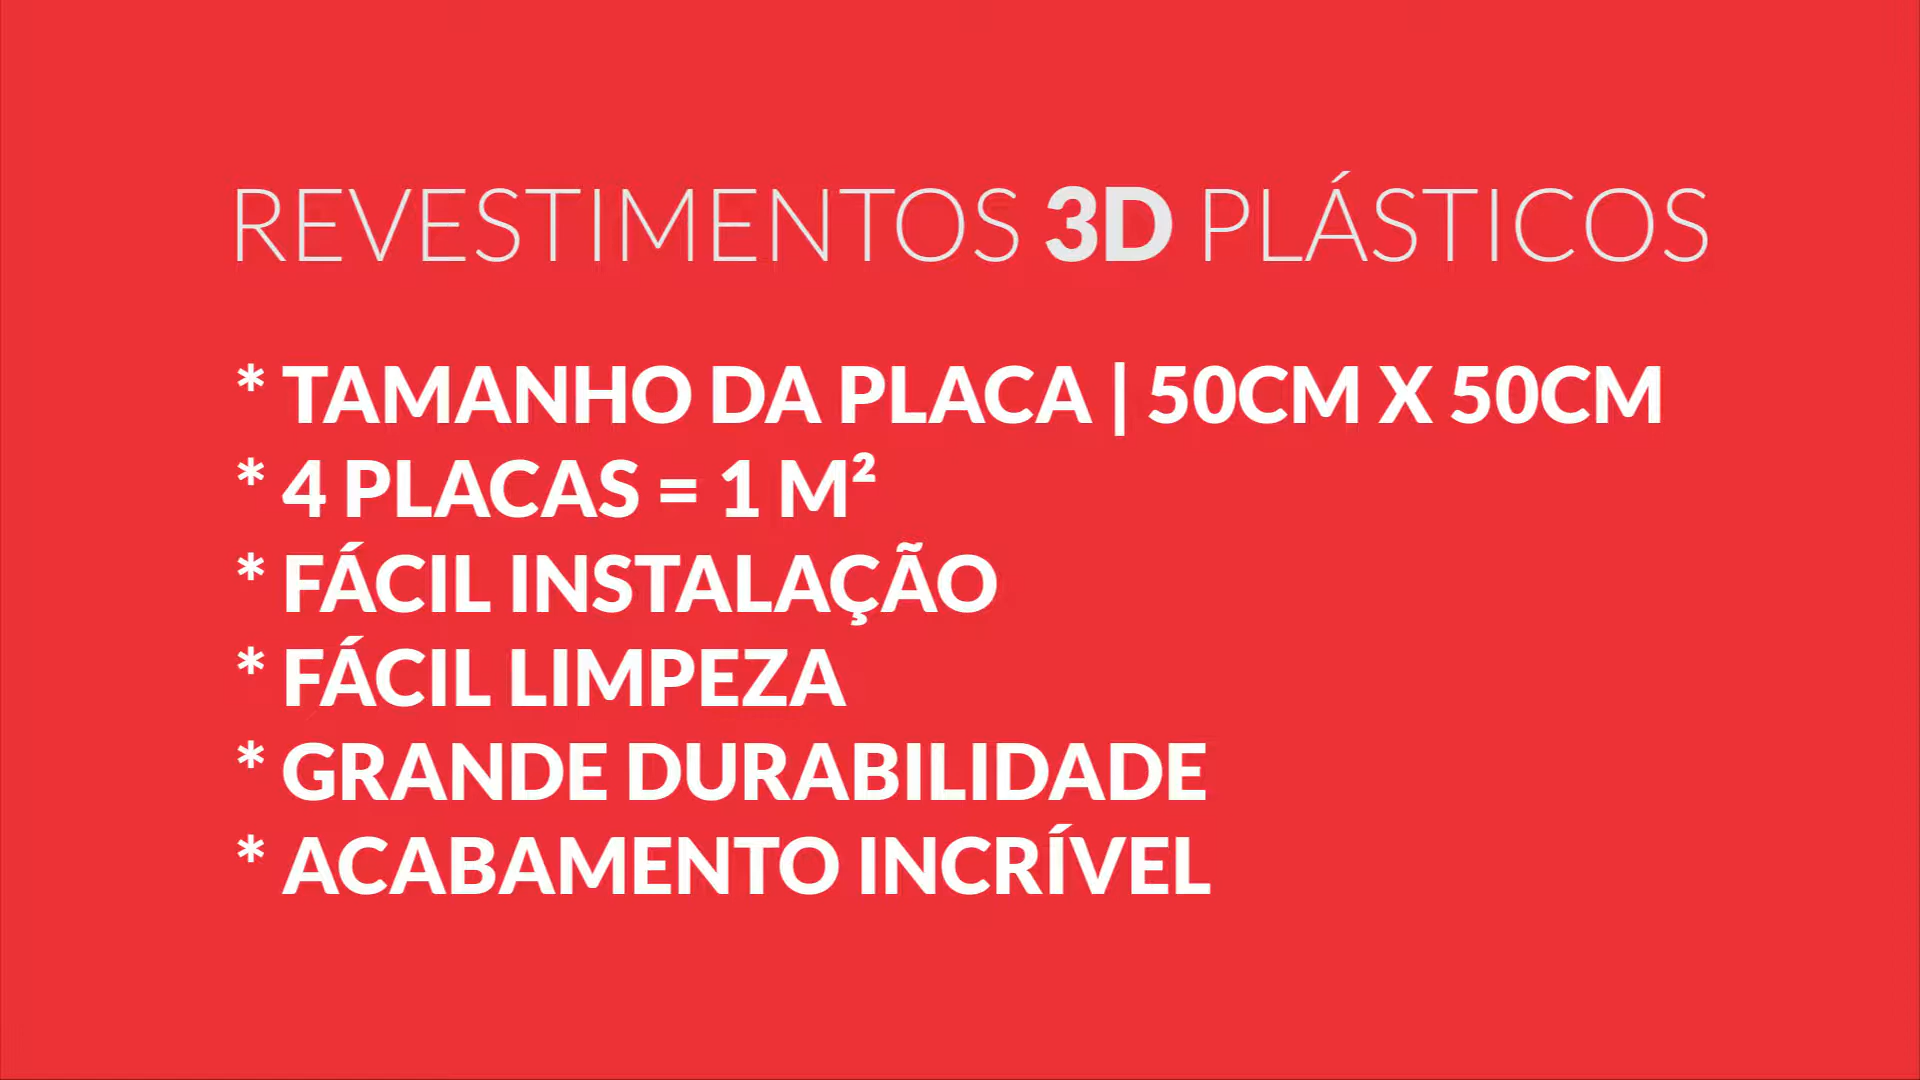 REVESTIMENTOS 3D PLÁSTICOS
* TAMANHO DA PLACA | 50CM X 50CM
* 4 PLACAS = 1 M²
* FÁCIL INSTALAÇÃO
* FÁCIL LIMPEZA
* GRANDE DURABILIDADE
* ACABAMENTO INCRÍVEL